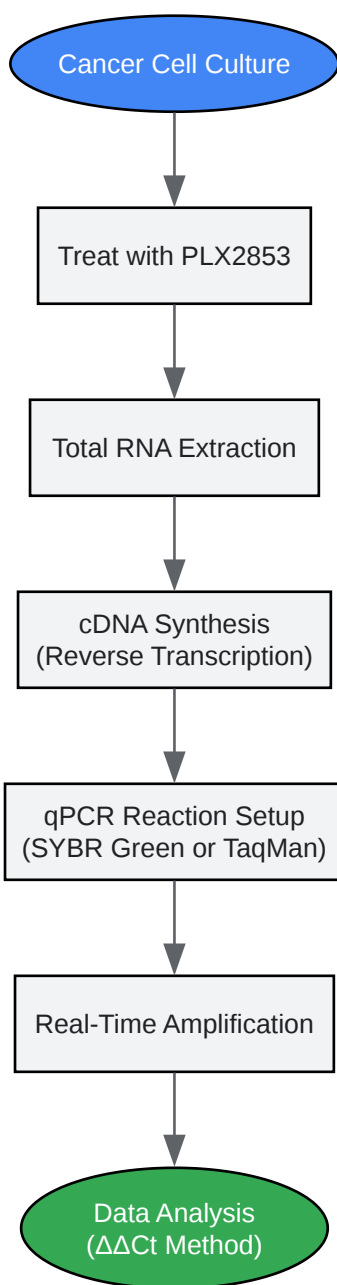 Cancer Cell Culture
Treat with PLX2853
Total RNA Extraction
cDNA Synthesis
(Reverse Transcription)
qPCR Reaction Setup
(SYBR Green or TaqMan)
Real-Time Amplification
Data Analysis
(ΔΔCt Method)